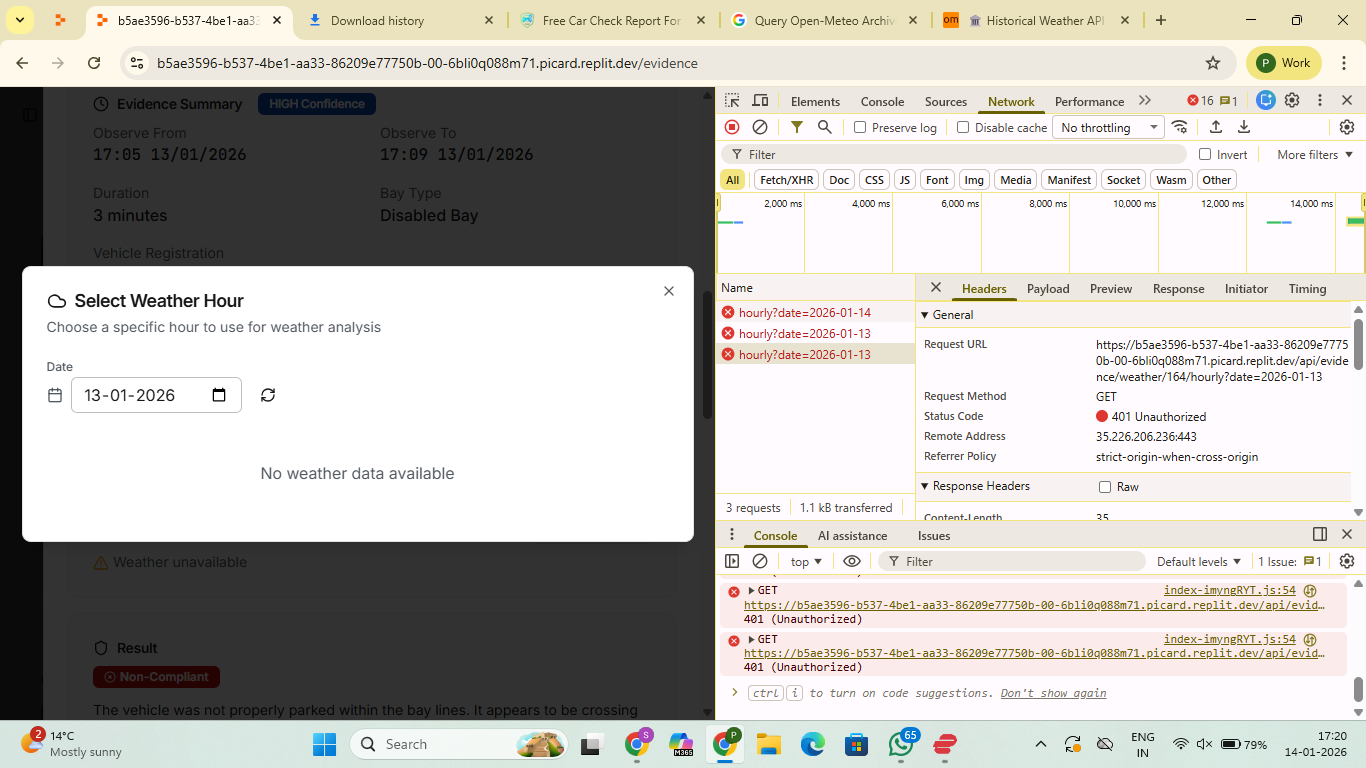 b5ae3596-b537-4be1-aa33
Download history
Free Car Check Report For
Query Open-Meteo Archiv
om
Historical Weather API
b5ae3596-b537-4be1-aa33-86209e77750b-00-6bli0q088m71.picard.replit.dev/evidence
P
Work
Evidence Summary
HIGH Confidence
Observe From
Observe To
17:05 13/01/2026
17:09 13/01/2026
Duration
Bay Type
3 minutes
Disabled Bay
Vehicle Registration
Select Weather Hour
Choose a specific hour to use for weather analysis
Date
13-01-2026
No weather data available
Weather unavailable
Result
Non-Compliant
The vehicle was not properly parked within the bay lines. It appears to be crossing
Elements
Console
Sources
Network
Performance
16
1
Preserve log
Disable cache
No throttling
Filter
Invert
More filters
All
Fetch/XHR
Doc
CSS
JS
Font
Img
Media
Manifest
Socket
Wasm
Other
2,000 ms
4,000 ms
6,000 ms
8,000 ms
10,000 ms
12,000 ms
14,000 ms
Name
hourly?date=2026-01-14
hourly?date=2026-01-13
hourly?date=2026-01-13
3 requests
1.1 kB transferred
Headers
Payload
Preview
Response
Initiator
Timing
General
Request URL
https://b5ae3596-b537-4be1-aa33-86209e7775
0b-00-6bli0q088m71.picard.replit.dev/api/eviden
ce/weather/164/hourly?date=2026-01-13
Request Method
GET
Status Code
401 Unauthorized
Remote Address
35.226.206.236:443
Referrer Policy
strict-origin-when-cross-origin
Response Headers
Raw
Content-Length
35
Console
AI assistance
Issues
top
Filter
Default levels
1 Issue:
1
GET
index-imyngRYT.js:54
https://b5ae3596-b537-4be1-aa33-86209e77750b-00-6bli0q088m71.picard.replit.dev/api/evid…
401 (Unauthorized)
GET
index-imyngRYT.js:54
https://b5ae3596-b537-4be1-aa33-86209e77750b-00-6bli0q088m71.picard.replit.dev/api/evid…
401 (Unauthorized)
ctrl i to turn on code suggestions. Don't show again
2
14°C
Mostly sunny
Search
S
M365
P
65
ENG
IN
79%
17:20
14-01-2026